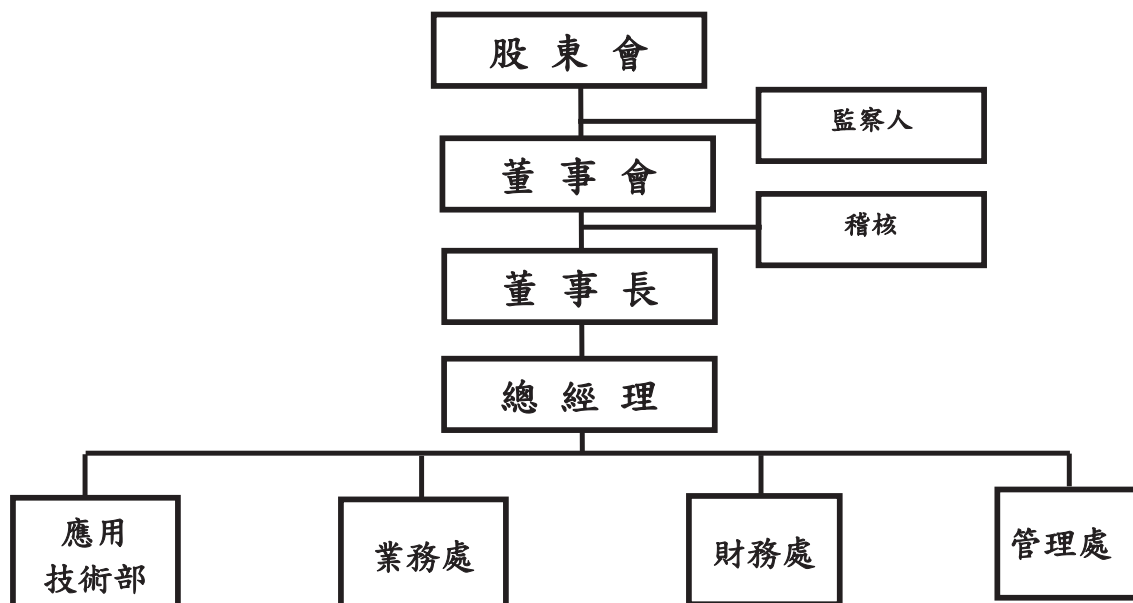 股東會
監察人
董事會
稽核
董事長
總經理
應用
技術部
業務處
財務處
管理處